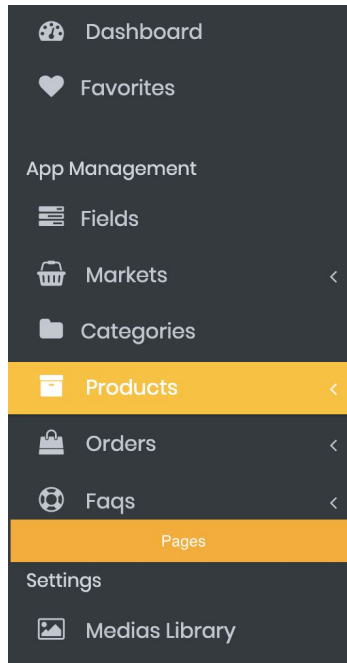 Dashboard
Favorites
App Management
Fields
Markets
Categories
Products
Orders
Faqs
Pages
Settings
Medias Library